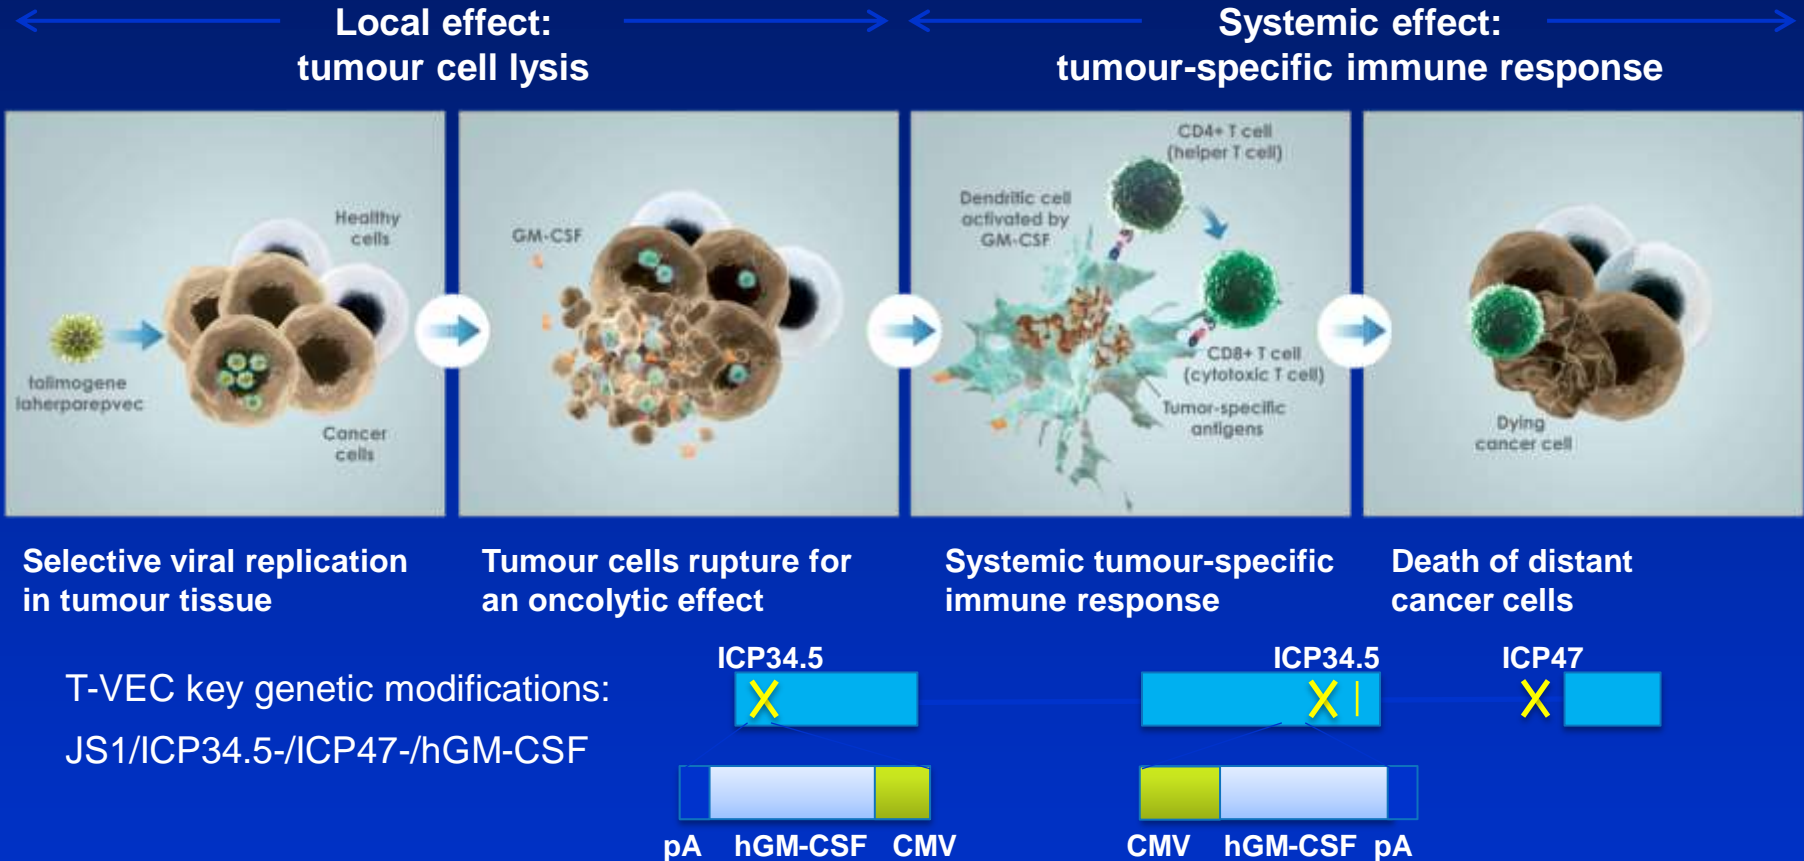 Local effect:
tumour cell lysis
Systemic effect:
tumour-specific immune response
talimogene
laherparepvec
Healthy
cells
Cancer
cells
GM-CSF
CD4+ T cell
(helper T cell)
Dendritic cell
activated by
GM-CSF
CD8+ T cell
(cytotoxic T cell)
Tumor-specific
antigens
Dying
cancer cell
Selective viral replication
in tumour tissue
Tumour cells rupture for
an oncolytic effect
Systemic tumour-specific
immune response
Death of distant
cancer cells
T-VEC key genetic modifications:
JS1/ICP34.5-/ICP47-/hGM-CSF
ICP34.5
ICP34.5
ICP47
pA hGM-CSF CMV
CMV hGM-CSF pA